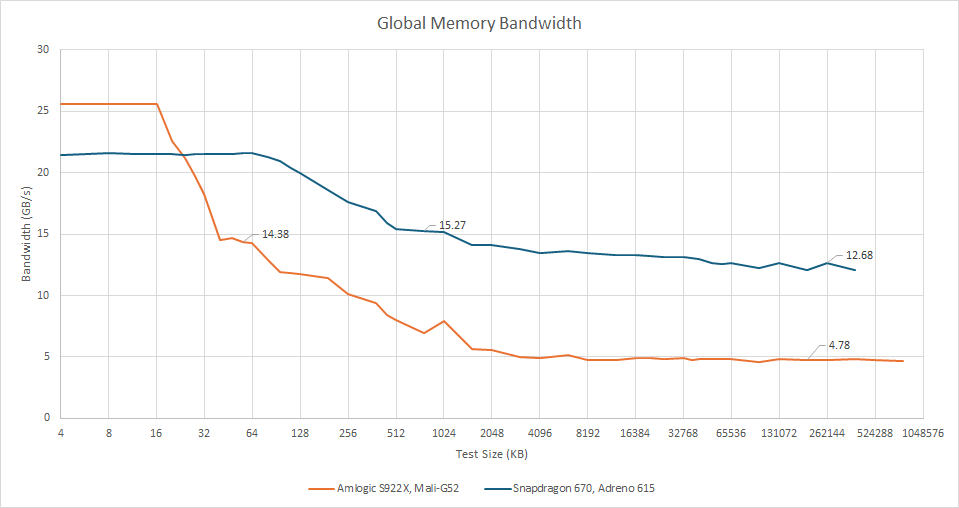 Global Memory Bandwidth
30
25
20
15
10
5
0
Bandwidth (GB/s)
14.38
15.27
12.68
4.78
4 8 16 32 64 128 256 512 1024 2048 4096 8192 16384 32768 65536 131072 262144 524288 1048576
Test Size (KB)
Amlogic S922X, Mali-G52 Snapdragon 670, Adreno 615